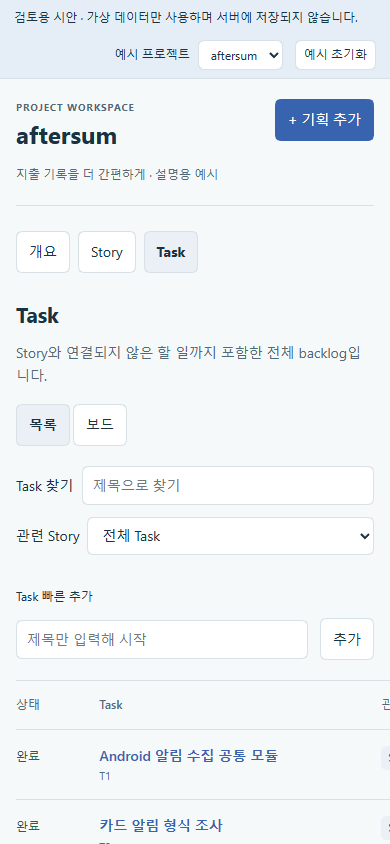 검토용 시안 · 가상 데이터만 사용하며 서버에 저장되지 않습니다.
예시 프로젝트 aftersum 예시 초기화
PROJECT WORKSPACE
aftersum
+ 기획 추가
지출 기록을 더 간편하게 · 설명용 예시
개요 Story Task
Task
Story와 연결되지 않은 할 일까지 포함한 전체 backlog입
니다.
목록 보드
Task 찾기 제목으로 찾기
관련 Story 전체 Task
Task 빠른 추가
제목만 입력해 시작 추가
상태 Task
완료 Android 알림 수집 공통 모듈
T1
완료 카드 알림 형식 조사